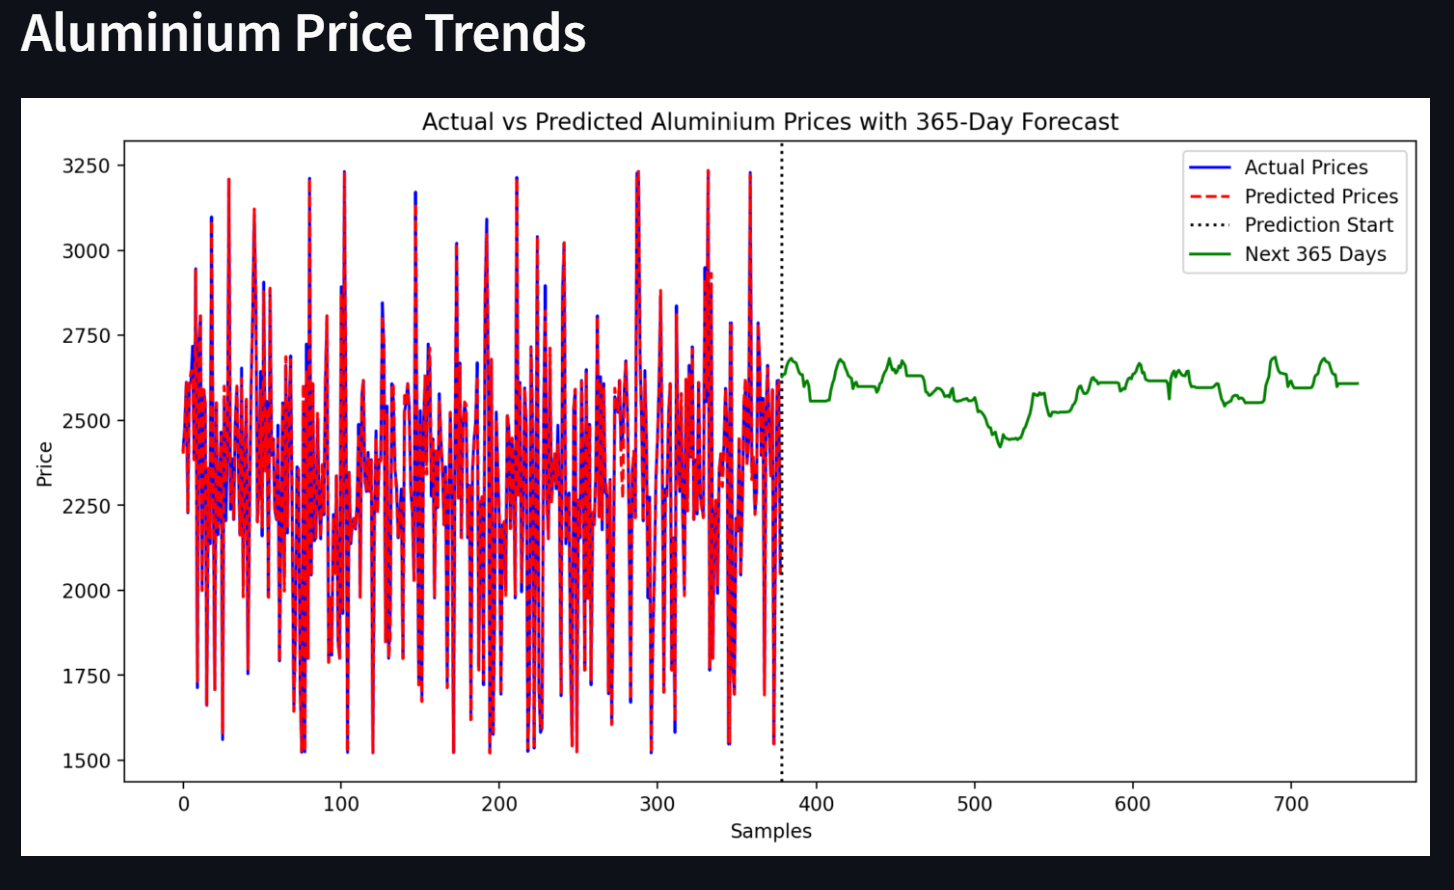 Aluminium Price Trends
Actual vs Predicted Aluminium Prices with 365-Day Forecast
Actual Prices
Predicted Prices
Prediction Start
Next 365 Days
3250
3000
2750
2500
2250
2000
1750
1500
Price
0 100 200 300 400 500 600 700
Samples